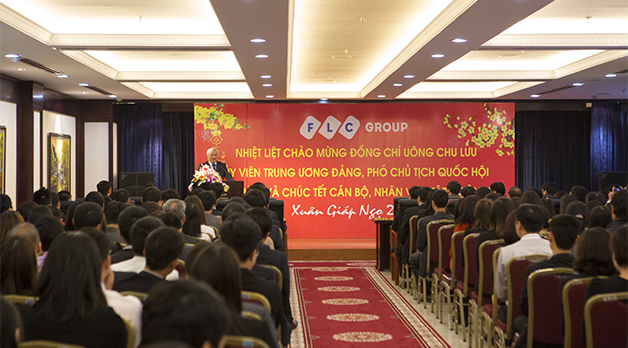 FLC GROUP
NHIỆT LIỆT CHÀO MỪNG ĐỒNG CHÍ UÔNG CHU LƯU
VIÊN TRUNG ƯƠNG ĐẢNG, PHÓ CHỦ TỊCH QUỐC HỘI
CHÚC TẾT CÁN BỘ, NHÂN
Xuân Giáp Ngọ 2